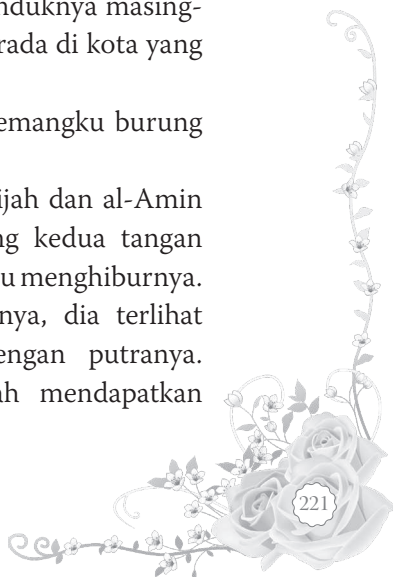 nduknya masing-
rada di kota yang
emangku burung
ijah dan al-Amin
ng kedua tangan
u menghiburnya.
nya, dia terlihat
engan putranya.
ah mendapatkan
221